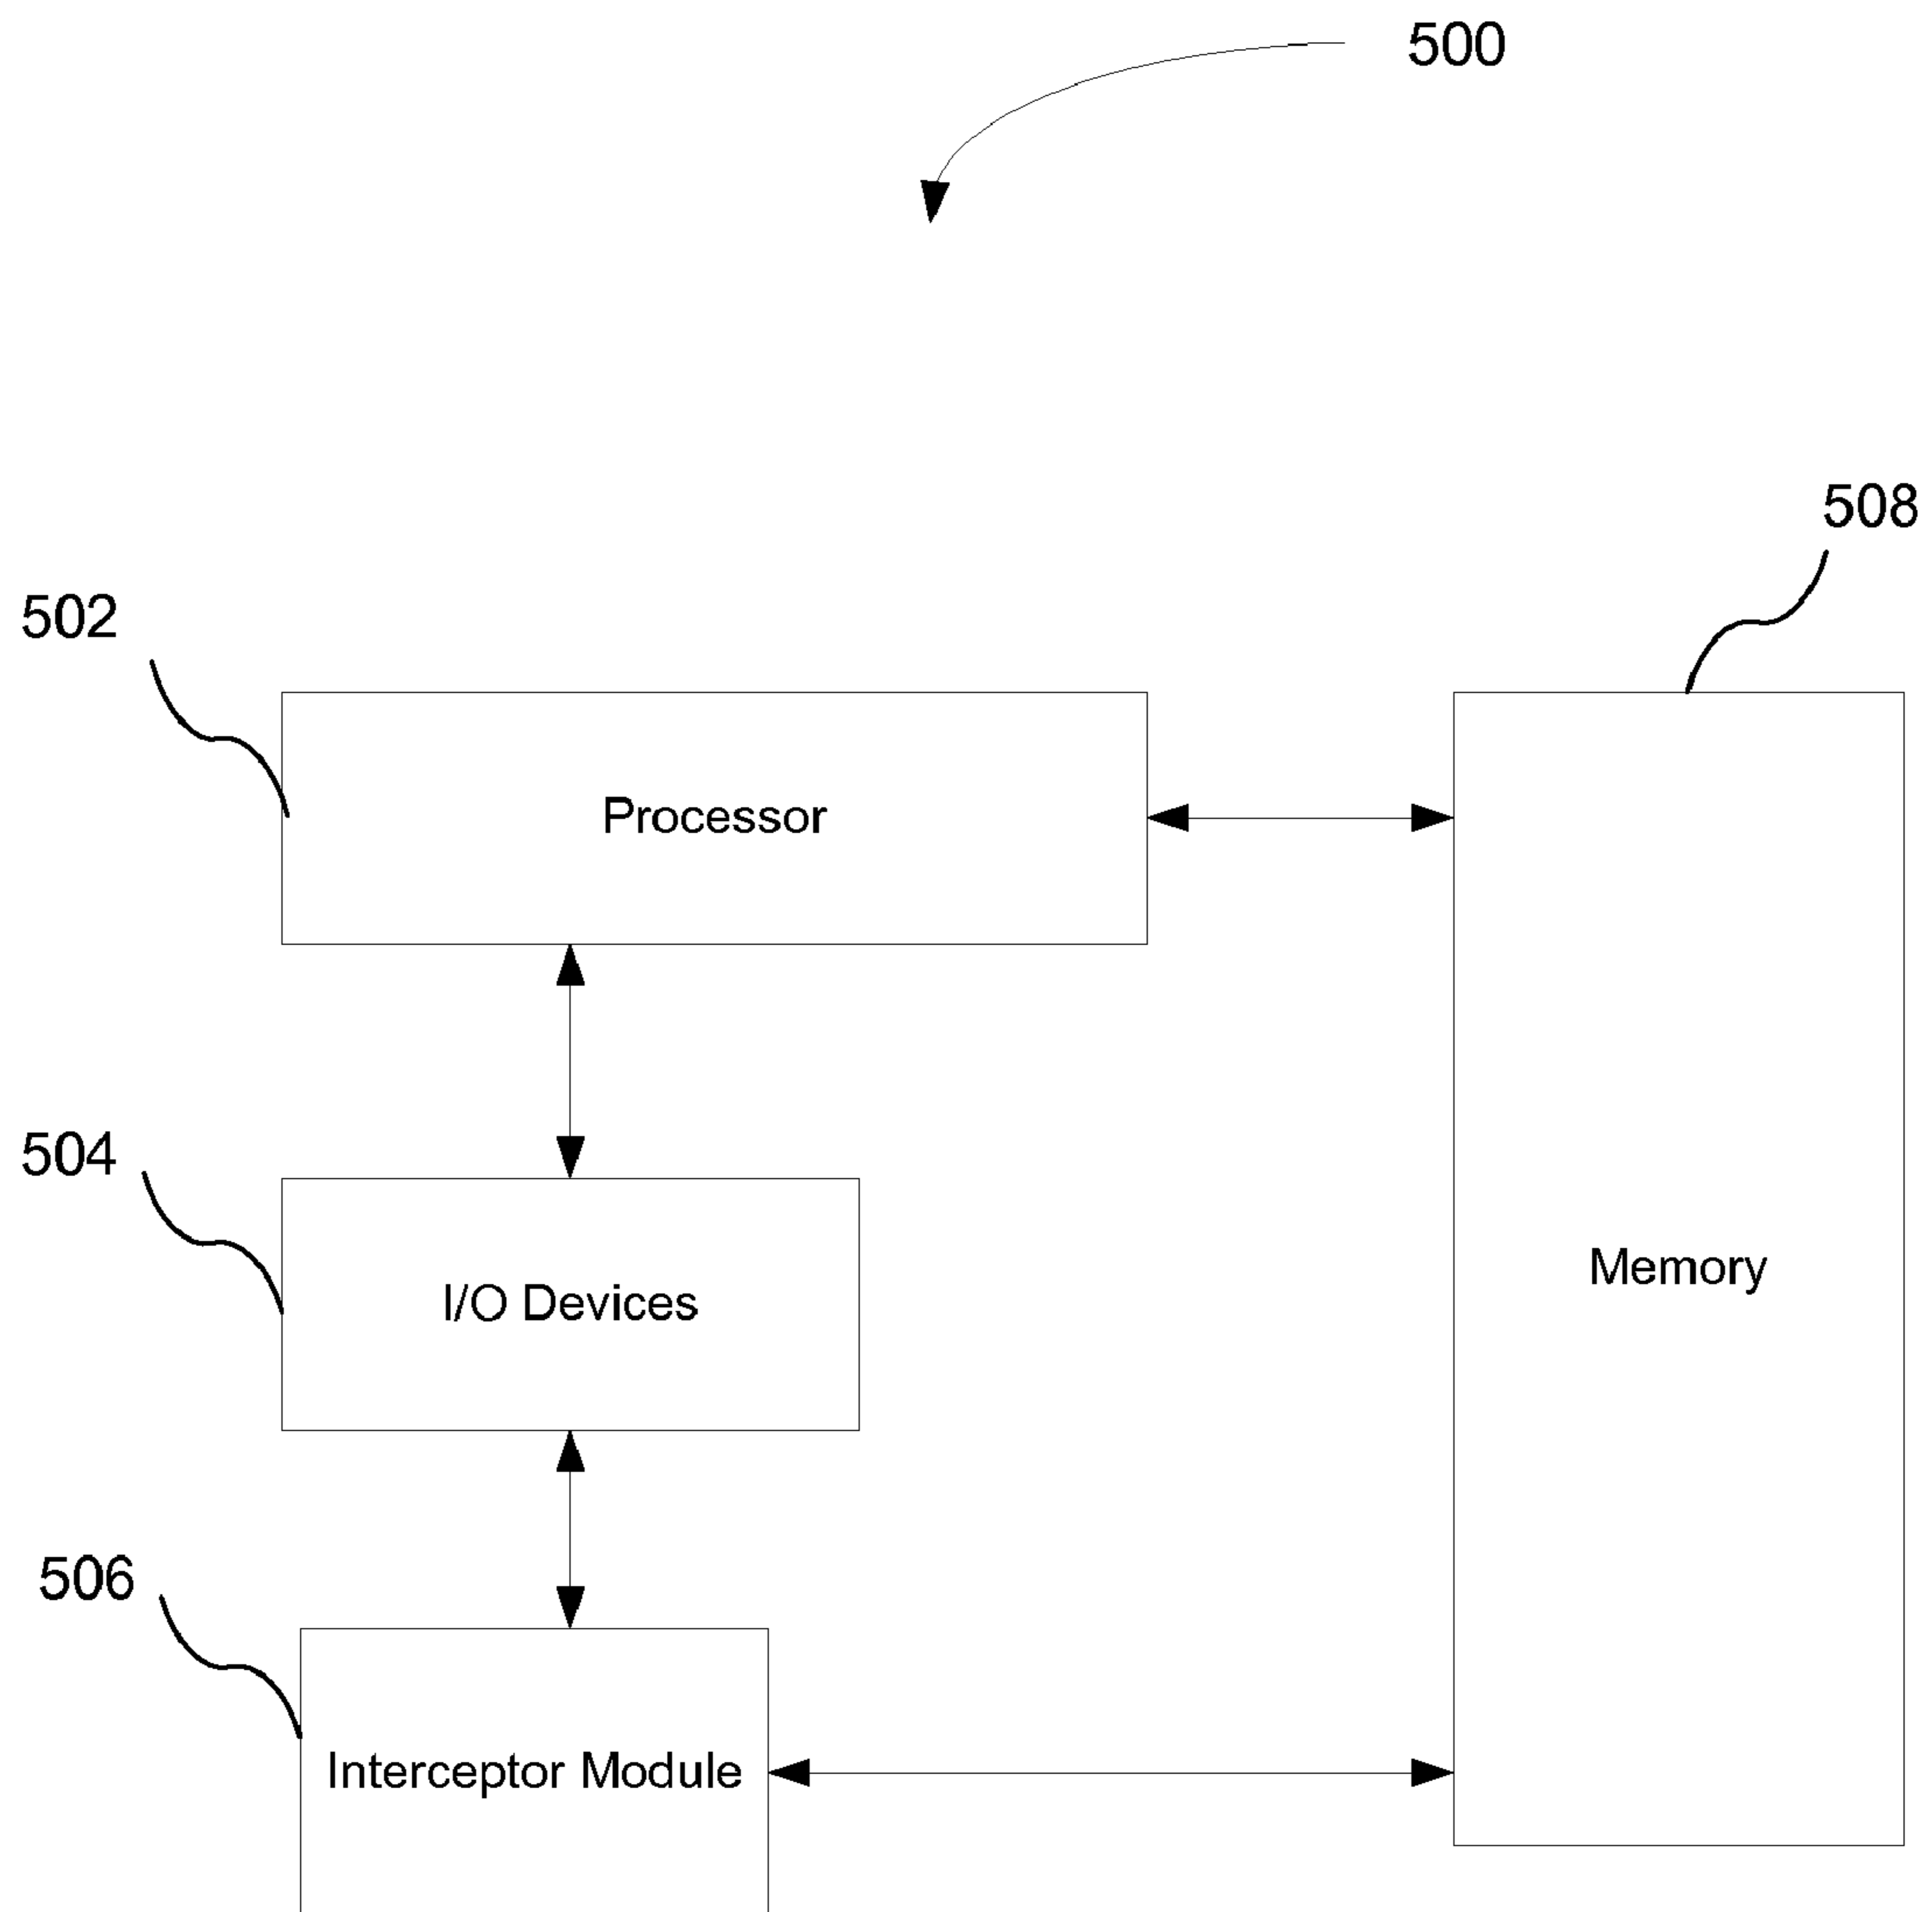 500
508
502
Processor
504
I/O Devices
Memory
506
Interceptor Module